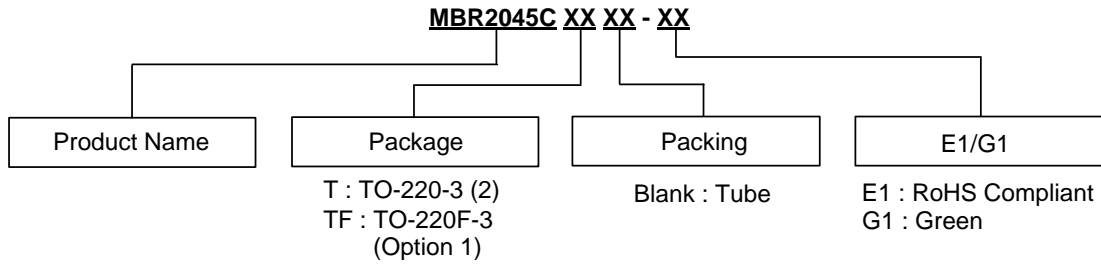 MBR2045C XX XX - XX
Product Name
Package
Packing
E1/G1
T : TO-220-3 (2)
TF : TO-220F-3
(Option 1)
Blank : Tube
E1 : RoHS Compliant
G1 : Green